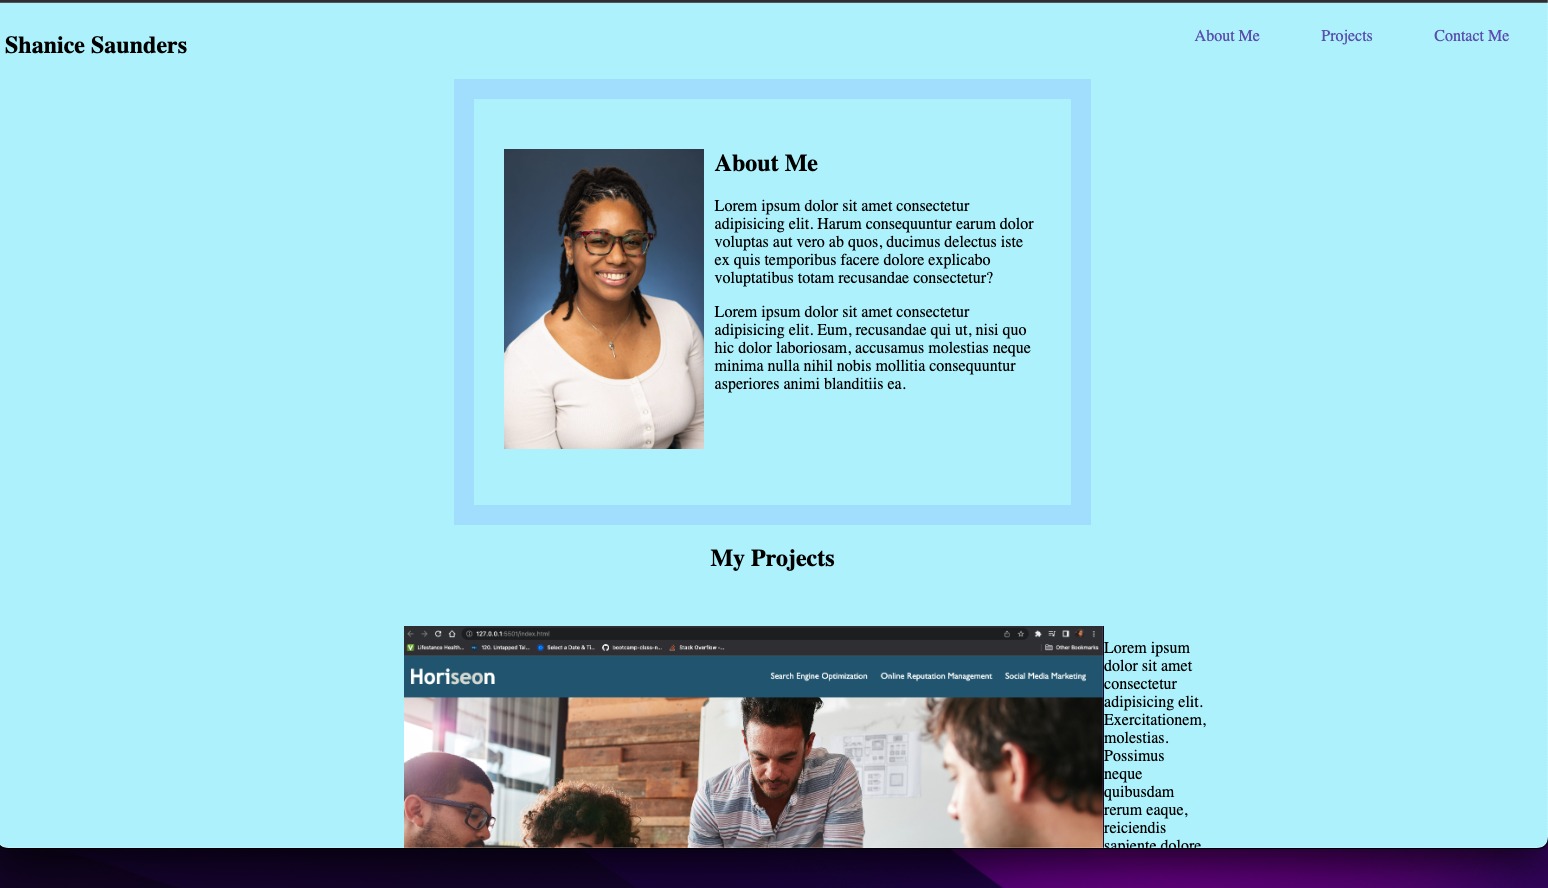 Shanice Saunders
About Me
Projects
Contact Me
About Me
Lorem ipsum dolor sit amet consectetur
adipisicing elit. Harum consequuntur earum dolor
voluptas aut vero ab quos, ducimus delectus iste
ex quis temporibus facere dolore explicabo
voluptatibus totam recusandae consectetur?
Lorem ipsum dolor sit amet consectetur
adipisicing elit. Eum, recusandae qui ut, nisi quo
hic dolor laboriosam, accusamus molestias neque
minima nulla nihil nobis mollitia consequuntur
asperiores animi blanditiis ea.
My Projects
127.0.0.1:5501/index.html
Lifestance Health...
120. Untapped Tal...
Select a Date & Ti...
bootcamp-class-n...
Stack Overflow -...
Other Bookmarks
Horiseon
Search Engine Optimization
Online Reputation Management
Social Media Marketing
Lorem ipsum
dolor sit amet
consectetur
adipisicing elit.
Exercitationem,
molestias.
Possimus
neque
quibusdam
rerum eaque,
reiciendis
sapiente dolore